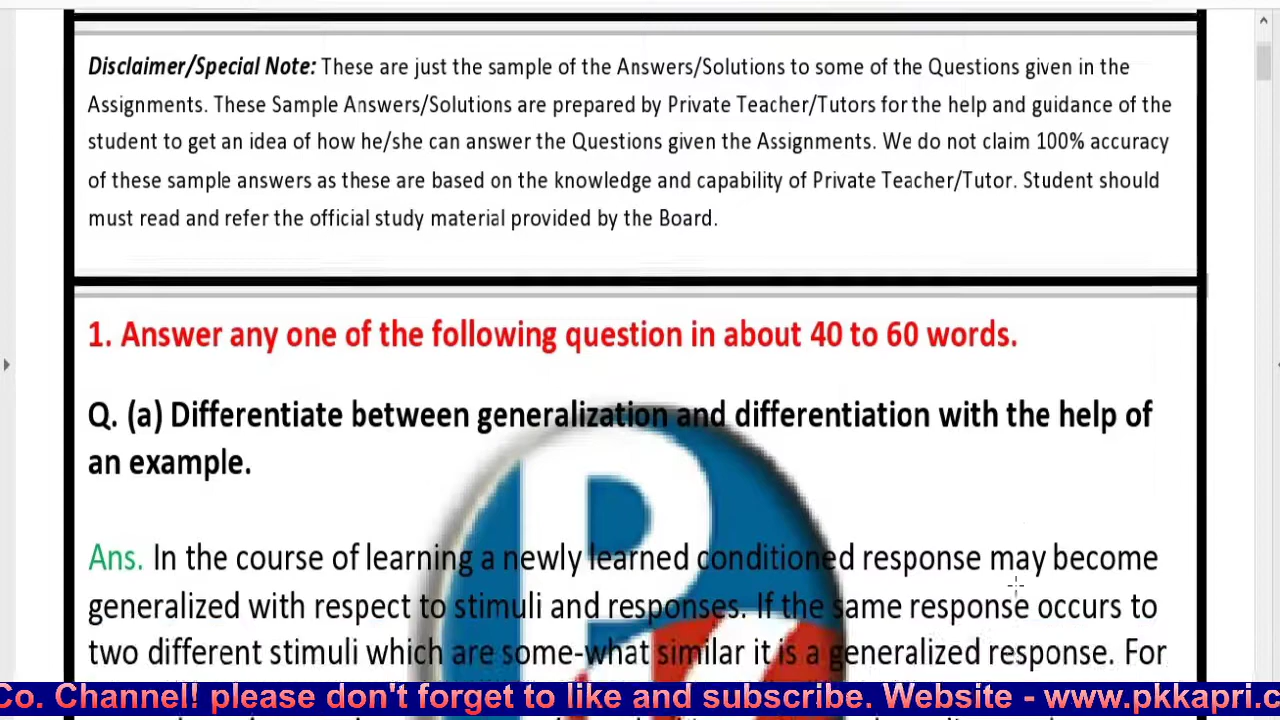 Disclaimer/Special Note: These are just the sample of the Answers/Solutions to some of the Questions given in the
Assignments. These Sample Answers/Solutions are prepared by Private Teacher/Tutors for the help and guidance of the
student to get an idea of how he/she can answer the Questions given the Assignments. We do not claim 100% accuracy
of these sample answers as these are based on the knowledge and capability of Private Teacher/Tutor. Student should
must read and refer the official study material provided by the Board.
1. Answer any one of the following question in about 40 to 60 words.
Q. (a) Differentiate between generalization and differentiation with the help of
an example.
Ans. In the course of learning a newly learned conditioned response may become
generalized with respect to stimuli and responses. If the same response occurs to
two different stimuli which are some-what similar it is a generalized response. For
Co. Channel! please don't forget to like and subscribe. Website - www.pkkapri.c